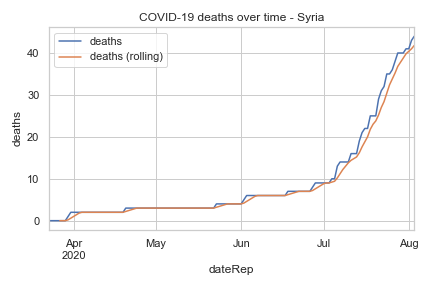 COVID-19 deaths over time - Syria
deaths
deaths (rolling)
deaths
40
30
20
10
0
Apr
2020
May
Jun
Jul
Aug
dateRep